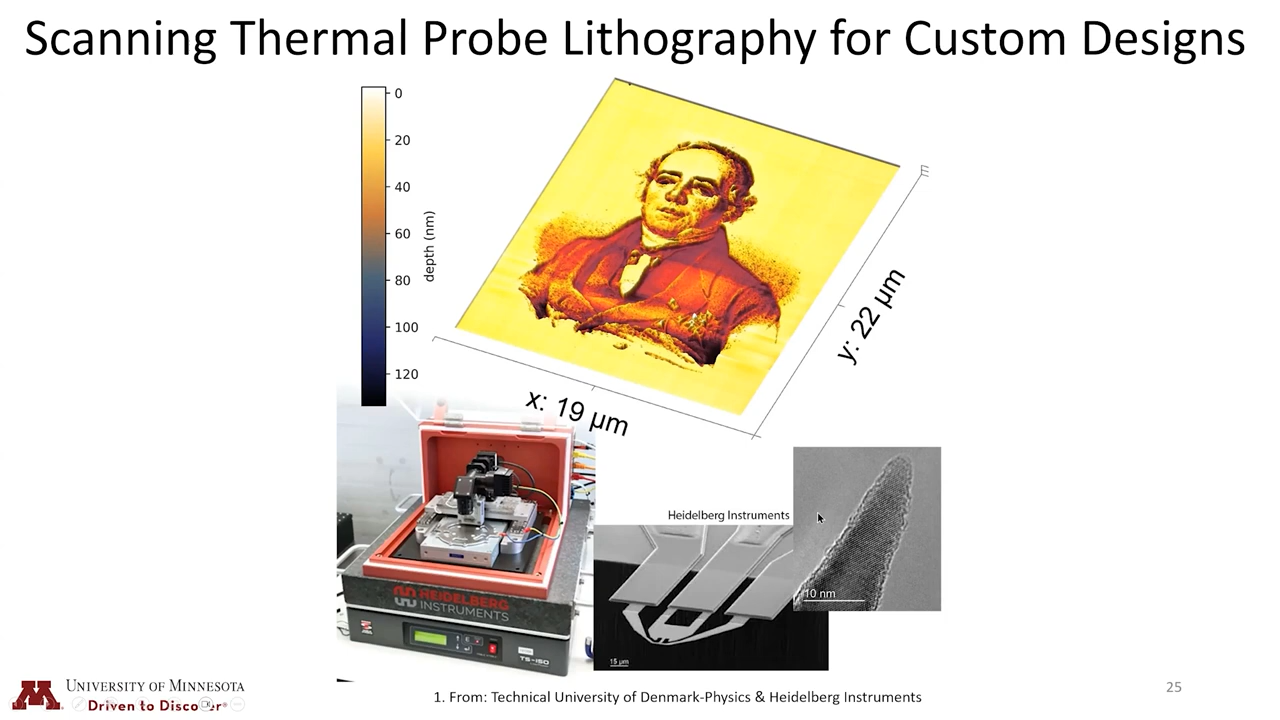 Scanning Thermal Probe Lithography for Custom Designs
0
20
40
60
80
100
120
depth (nm)
x: 19 µm
y: 22 µm
HEIDELBERG
INSTRUMENTS
TS-150
Heidelberg Instruments
15 µm
10 nm
1. From: Technical University of Denmark-Physics & Heidelberg Instruments
25
UNIVERSITY OF MINNESOTA
Driven to Discover